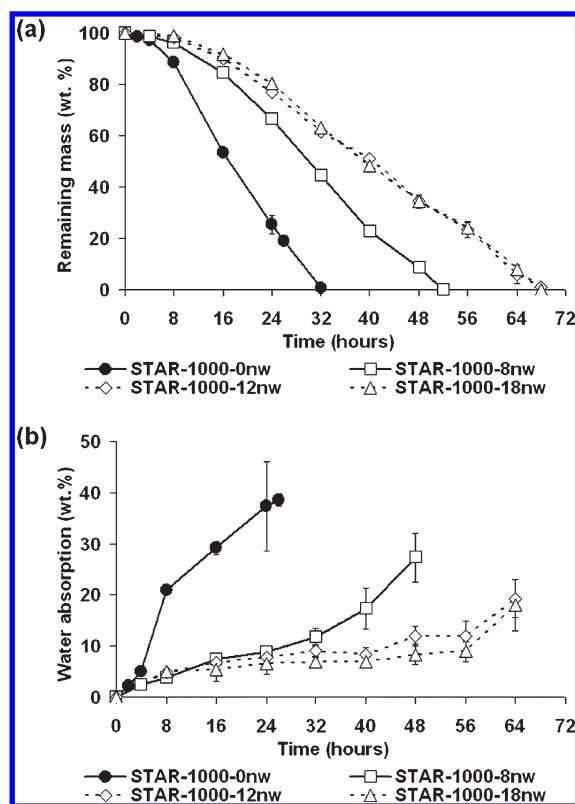 (a)
Remaining mass (wt. %)
100
80
60
40
20
0
0 8 16 24 32 40 48 56 64 72
Time (hours)
STAR-1000-0nw STAR-1000-8nw
STAR-1000-12nw STAR-1000-18nw
(b)
Water absorption (wt.%)
50
40
30
20
10
0
0 8 16 24 32 40 48 56 64 72
Time (hours)
STAR-1000-0nw STAR-1000-8nw
STAR-1000-12nw STAR-1000-18nw